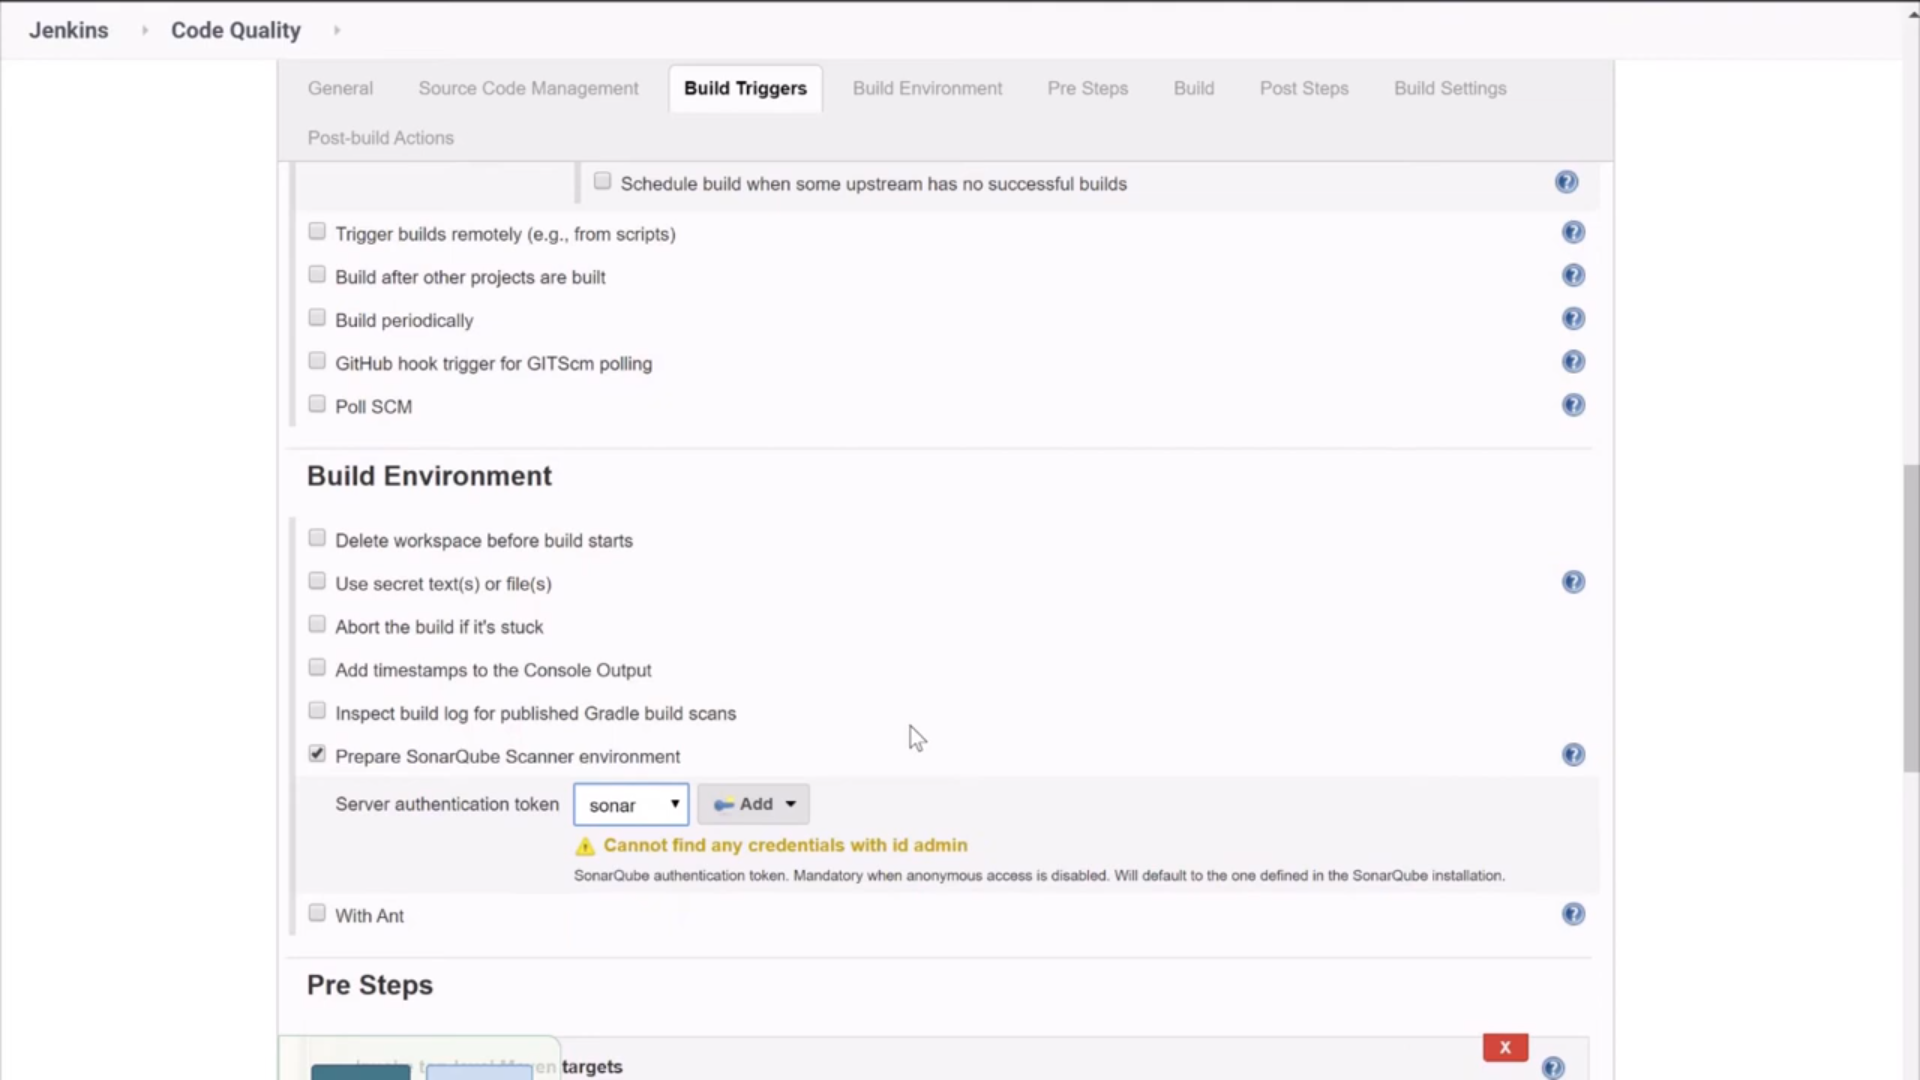 Jenkins
Code Quality
General
Source Code Management
Build Triggers
Build Environment
Pre Steps
Build
Post Steps
Build Settings
Post-build Actions
Schedule build when some upstream has no successful builds
Trigger builds remotely (e.g., from scripts)
Build after other projects are built
Build periodically
GitHub hook trigger for GITScm polling
Poll SCM
Build Environment
Delete workspace before build starts
Use secret text(s) or file(s)
Abort the build if it's stuck
Add timestamps to the Console Output
Inspect build log for published Gradle build scans
Prepare SonarQube Scanner environment
Server authentication token
sonar
Add
Cannot find any credentials with id admin
SonarQube authentication token. Mandatory when anonymous access is disabled. Will default to the one defined in the SonarQube installation.
With Ant
Pre Steps
X
targets